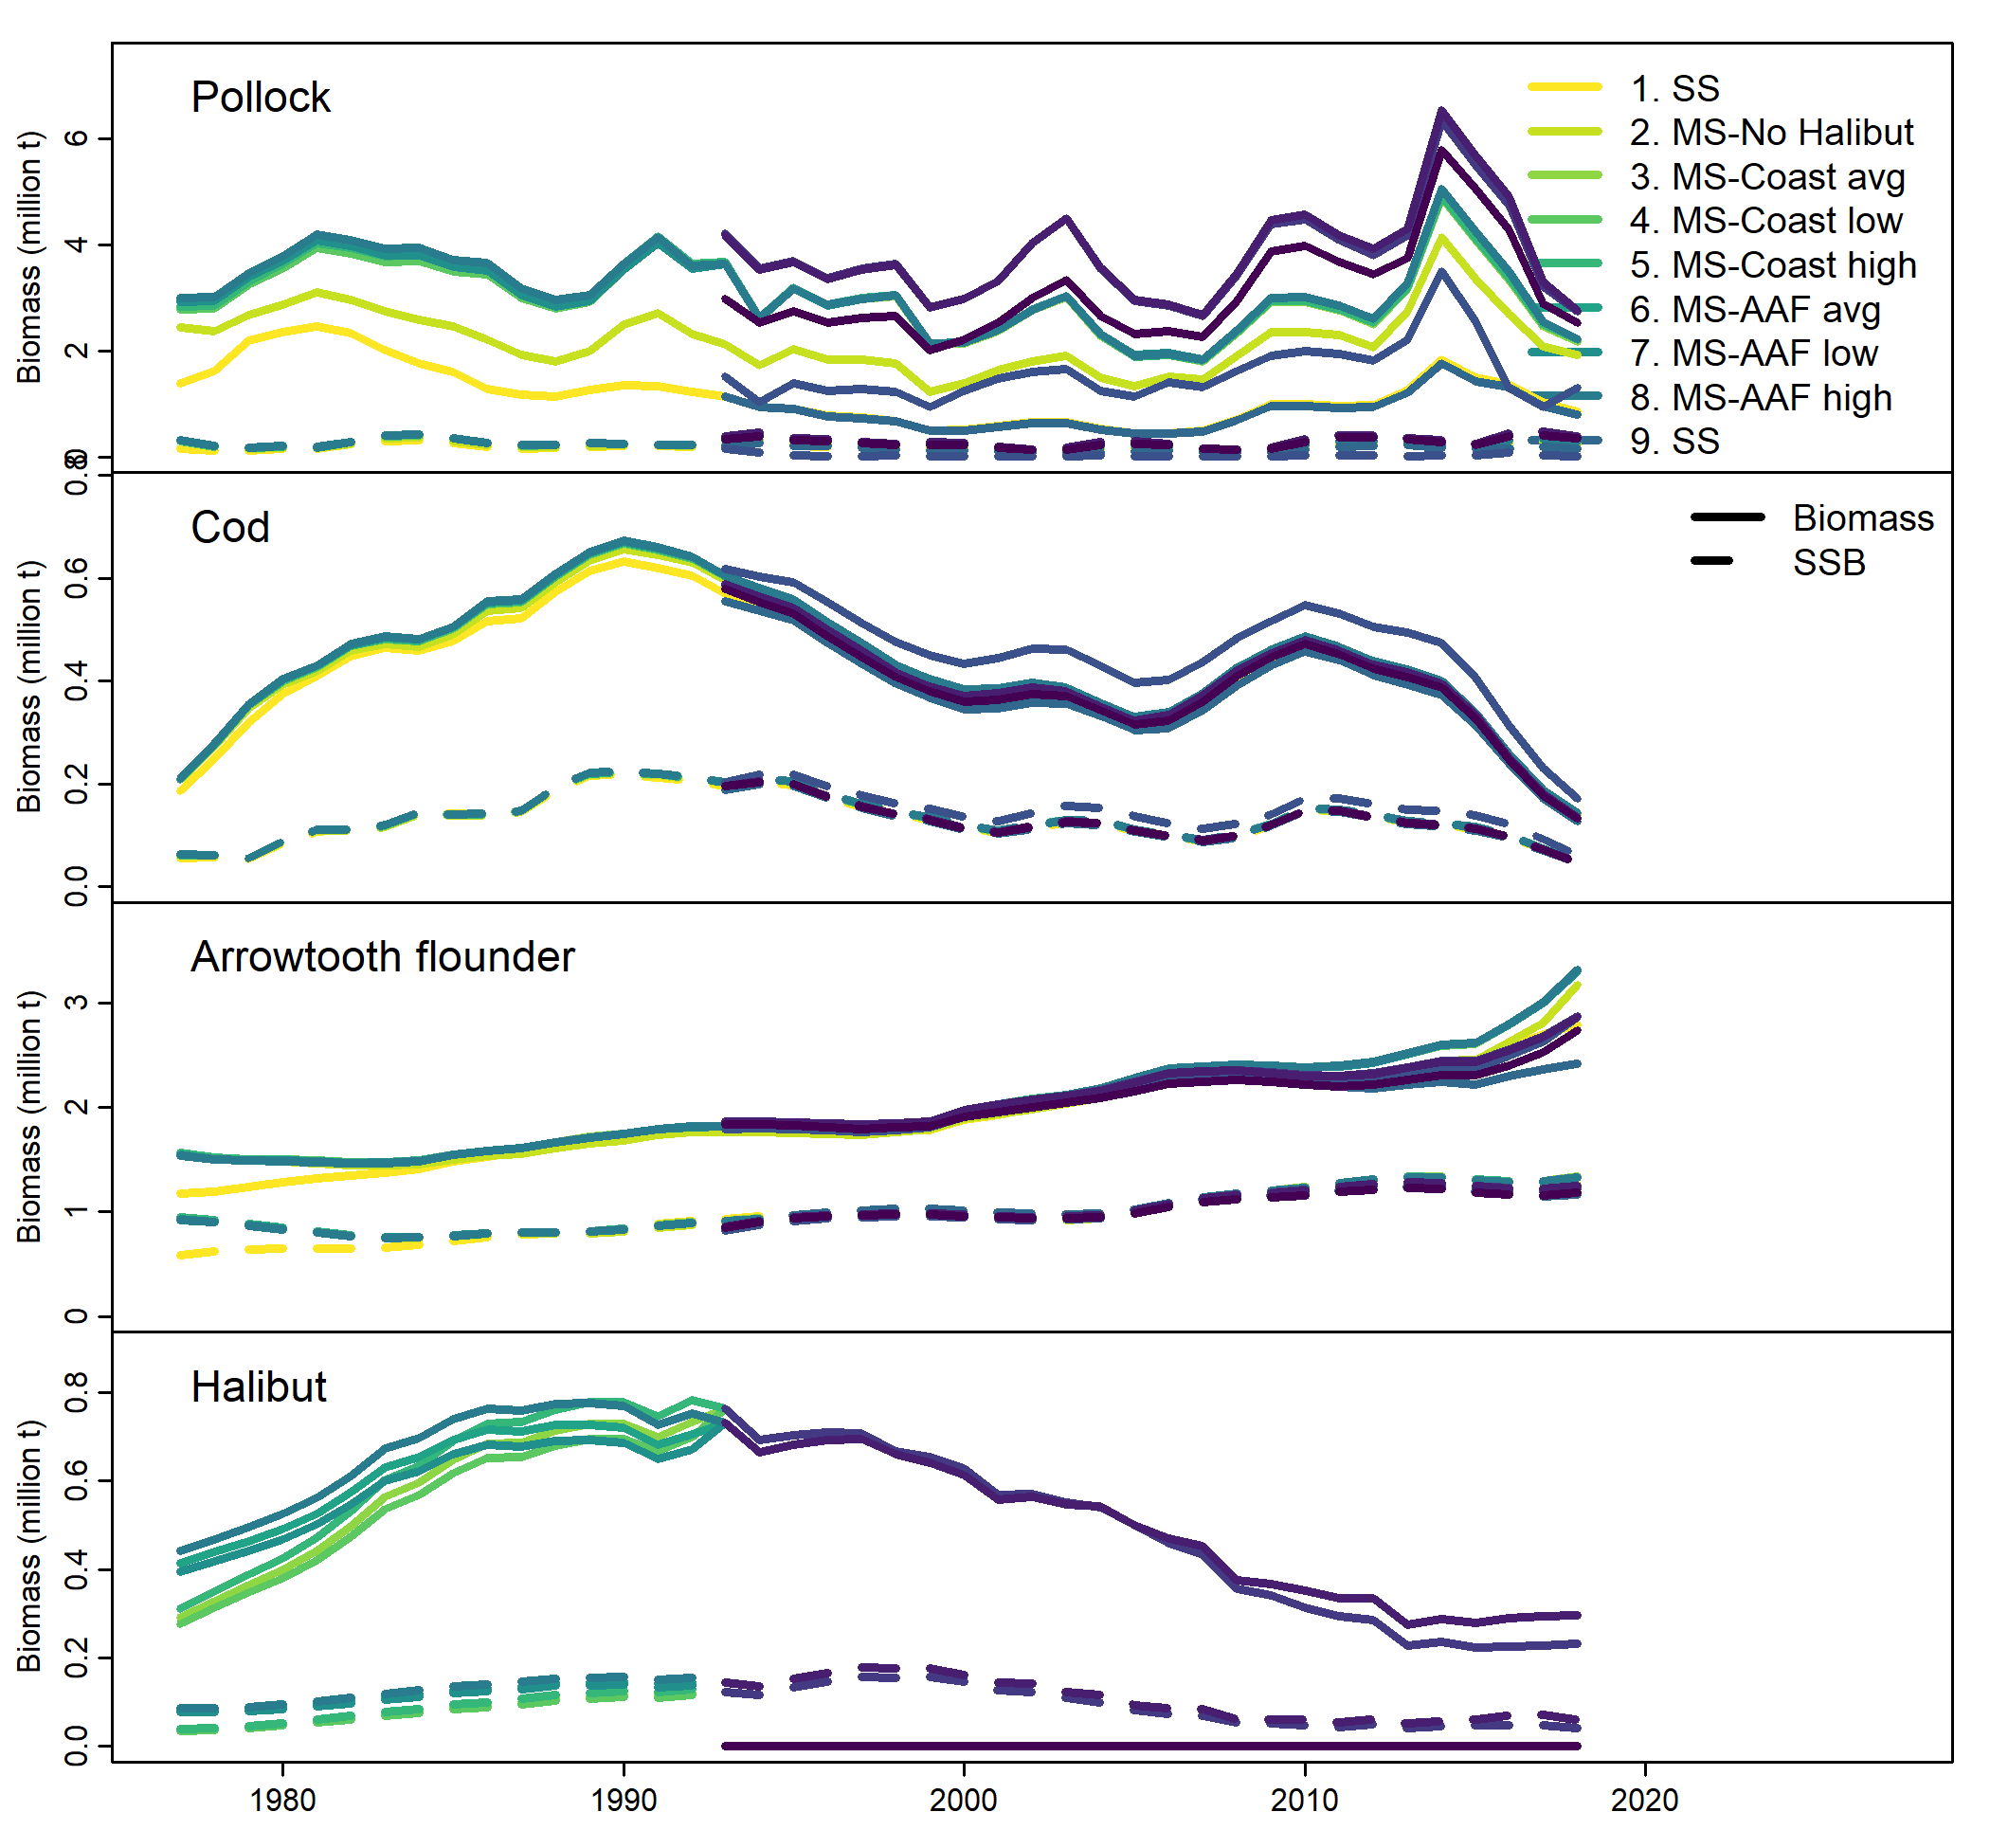 Pollock
1. SS
2. MS-No Halibut
3. MS-Coast avg
4. MS-Coast low
5. MS-Coast high
6. MS-AAF avg
7. MS-AAF low
8. MS-AAF high
9. SS
Biomass (million t)
6
4
2
0
Cod
Biomass
SSB
Biomass (million t)
0.8
0.6
0.4
0.2
0.0
Arrowtooth flounder
Biomass (million t)
3
2
1
0
Halibut
Biomass (million t)
0.8
0.6
0.4
0.2
0.0
1980
1990
2000
2010
2020